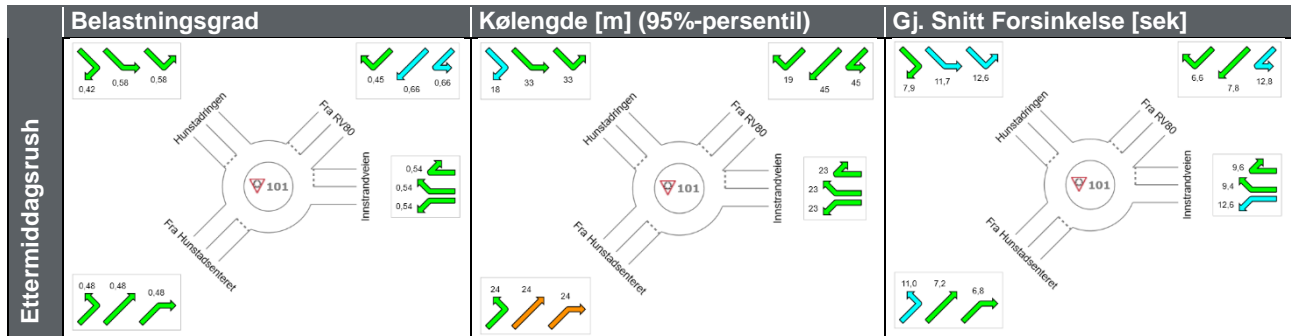 Belastningsgrad
Kølengde [m] (95%-persentil)
Gj. Snitt Forsinkelse [sek]
Ettermiddagsrush
0,42
0,58
0,58
0,45
0,66
0,66
Hunstadringen
Fra RV80
101
0,54
0,54
0,54
Innstrandveien
Fra Hunstadsenteret
0,48
0,48
0,48
18
33
33
19
45
45
Hunstadringen
Fra RV80
101
23
23
23
Innstrandveien
Fra Hunstadsenteret
24
24
24
7,9
11,7
12,6
6,6
7,8
12,8
Hunstadringen
Fra RV80
101
9,6
9,4
12,6
Innstrandveien
Fra Hunstadsenteret
11,0
7,2
6,8